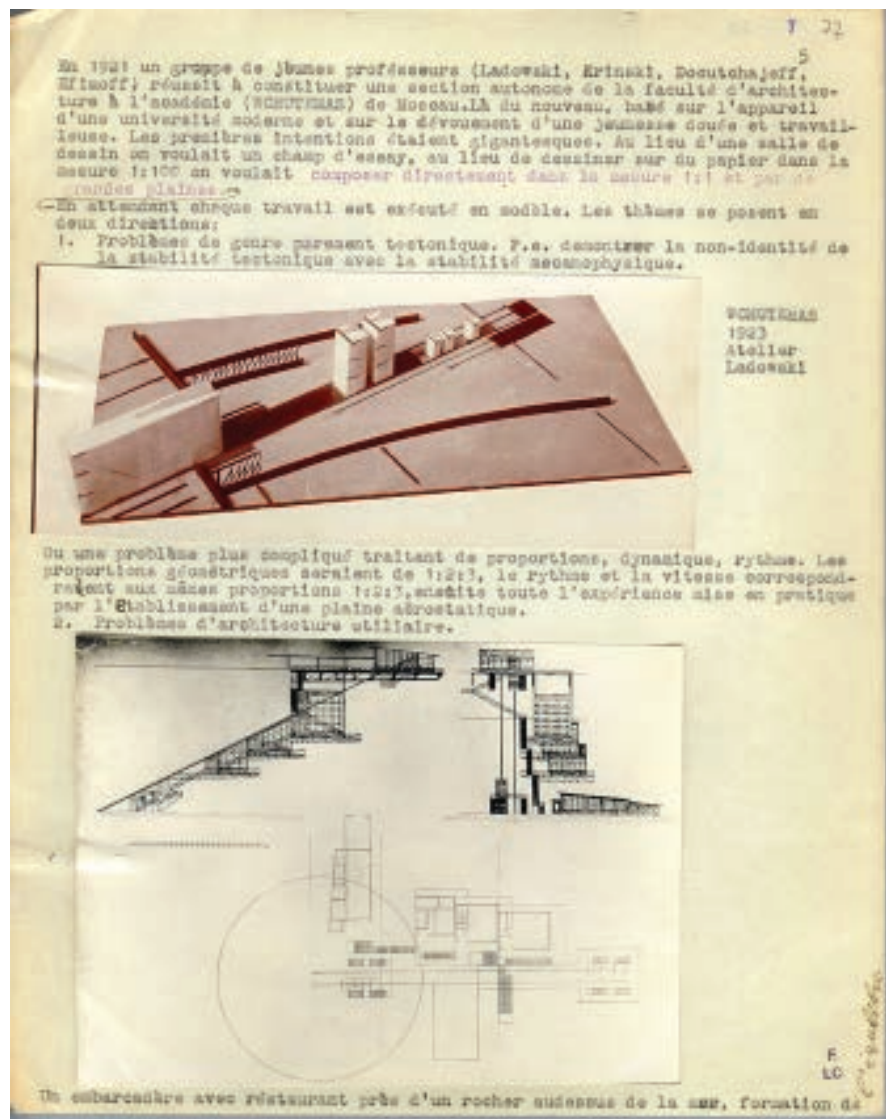 22
5
En 1921 un groupe de jeunes professeurs (Ladowski, Krinski, Docutchajeff,
Efimoff) réussit à constituer une section autonome de la faculté d'architec-
ture à l'académie (WCHUTEMAS) de Moscau.Là du nouveau, basé sur l'appareil
d'une université moderne et sur le dévouement d'une jeunesse douée et travail-
leuse. Les premières intentions étaient gigantesques. Au lieu d'une salle de
dessin on voulait un champ d'essay, au lieu de dessiner sur du papier dans la
mesure 1:100 on voulait composer directement dans la mesure 1:1 et par de
grandes plaines.
En attendant chaque travail est exécuté en modèle. Les thèmes se posent en
deux directions:
1. Problèmes de genre purement tectonique. P.e. demontrer la non-identité de
la stabilité tectonique avec la stabilité mecanophysique.
WCHUTEMAS
1923
Atelier
Ladowski
Ou une problème plus compliqué traitant de proportions, dynamique, rythme. Les
proportions géométriques seraient de 1:2:3, le rythme et la vitesse correspond-
raient aux mêmes proportions 1:2:3,ensuite toute l'expérience mise en pratique
par l'établissement d'une plaine aérostatique.
2. Problèmes d'architecture utiliaire.
F
LC
Un embarcadère avec réstaurant près d'un rocher audessus de la mer, formation de